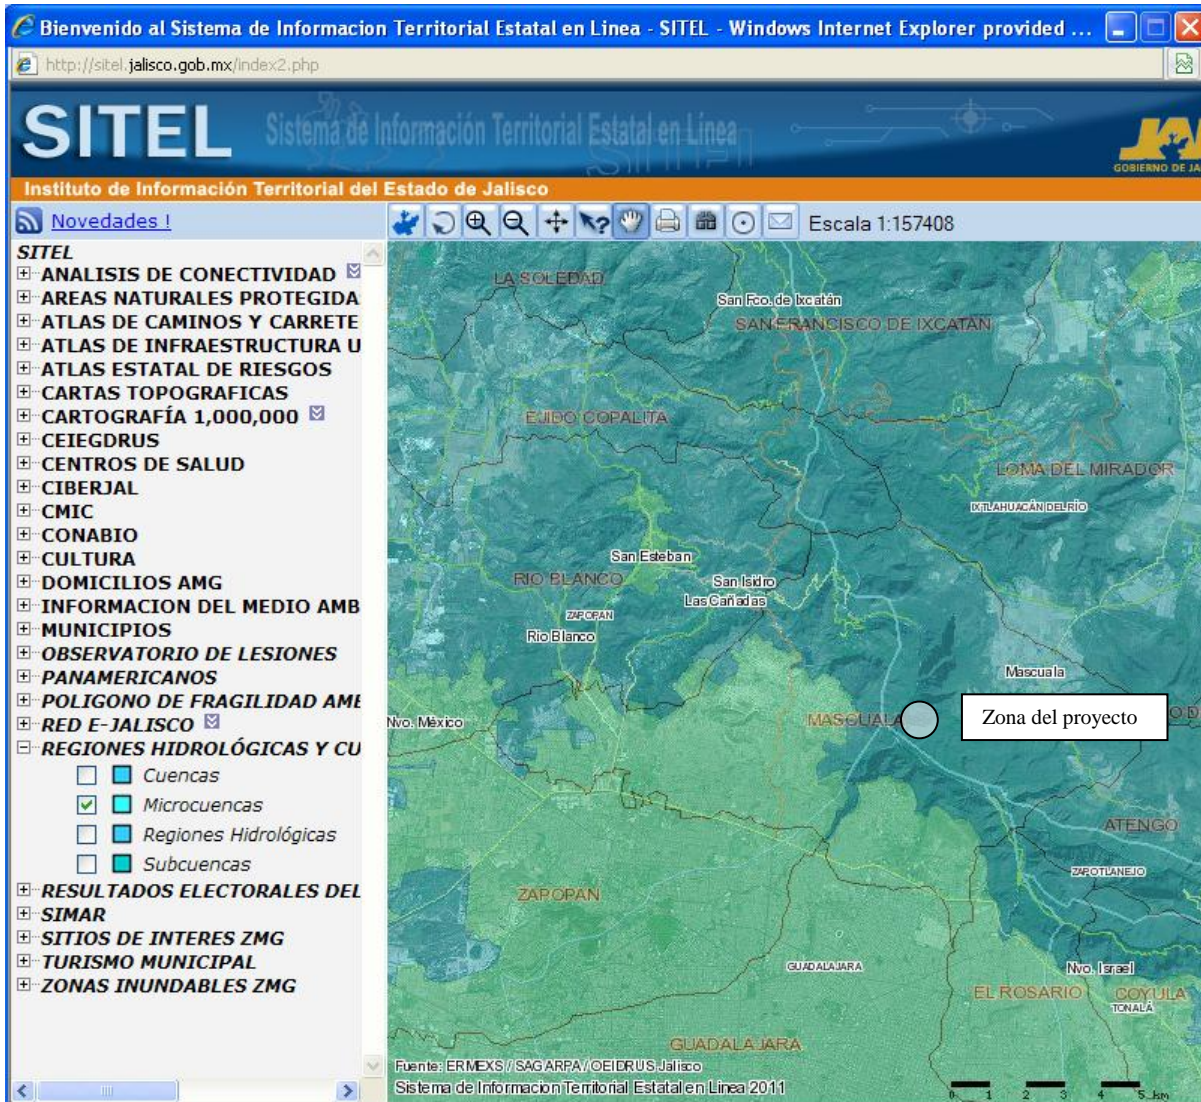 Bienvenido al Sistema de Informacion Territorial Estatal en Linea - SITEL - Windows Internet Explorer provided ...
http://sitel.jalisco.gob.mx/index2.php
SITEL
Sistema de Información Territorial Estatal en Línea
JAL
GOBIERNO DE JA
Instituto de Información Territorial del Estado de Jalisco
Novedades !
Escala 1:157408
SITEL
ANALISIS DE CONECTIVIDAD
AREAS NATURALES PROTEGIDA
ATLAS DE CAMINOS Y CARRETE
ATLAS DE INFRAESTRUCTURA U
ATLAS ESTATAL DE RIESGOS
CARTAS TOPOGRAFICAS
CARTOGRAFÍA 1,000,000
CEIEGDRUS
CENTROS DE SALUD
CIBERJAL
CMIC
CONABIO
CULTURA
DOMICILIOS AMG
INFORMACION DEL MEDIO AMB
MUNICIPIOS
OBSERVATORIO DE LESIONES
PANAMERICANOS
POLIGONO DE FRAGILIDAD AME
RED E-JALISCO
REGIONES HIDROLÓGICAS Y CU
Cuencas
Microcuencas
Regiones Hidrológicas
Subcuencas
RESULTADOS ELECTORALES DEL
SIMAR
SITIOS DE INTERES ZMG
TURISMO MUNICIPAL
ZONAS INUNDABLES ZMG
LA SOLEDAD
San Fco. de Ixcatán
SAN FRANCISCO DE IXCATAN
EJIDO COPALITA
LOMA DEL MIRADOR
IXTLAHUACÁN DEL RÍO
San Esteban
RIO BLANCO
San Isidro
Las Cañadas
ZAPOPAN
Rio Blanco
Mascuala
Nvo. México
MASCUALA
Zona del proyecto
O D
ATENGO
ZAPOTLANEJO
ZAPOPAN
GUADALAJARA
Nvo. Israel
EL ROSARIO
COYULA
TONALÁ
GUADALAJARA
Fuente: ERMEXS / SAGARPA / OEIDRUS Jalisco
Sistema de Informacion Territorial Estatal en Linea 2011
0 1 2 3 4 5 km